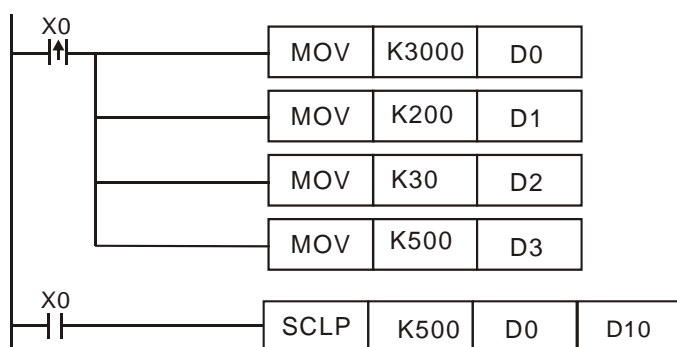 X0
MOV K3000 D0
MOV K200 D1
MOV K30 D2
MOV K500 D3
X0
SCLP K500 D0 D10